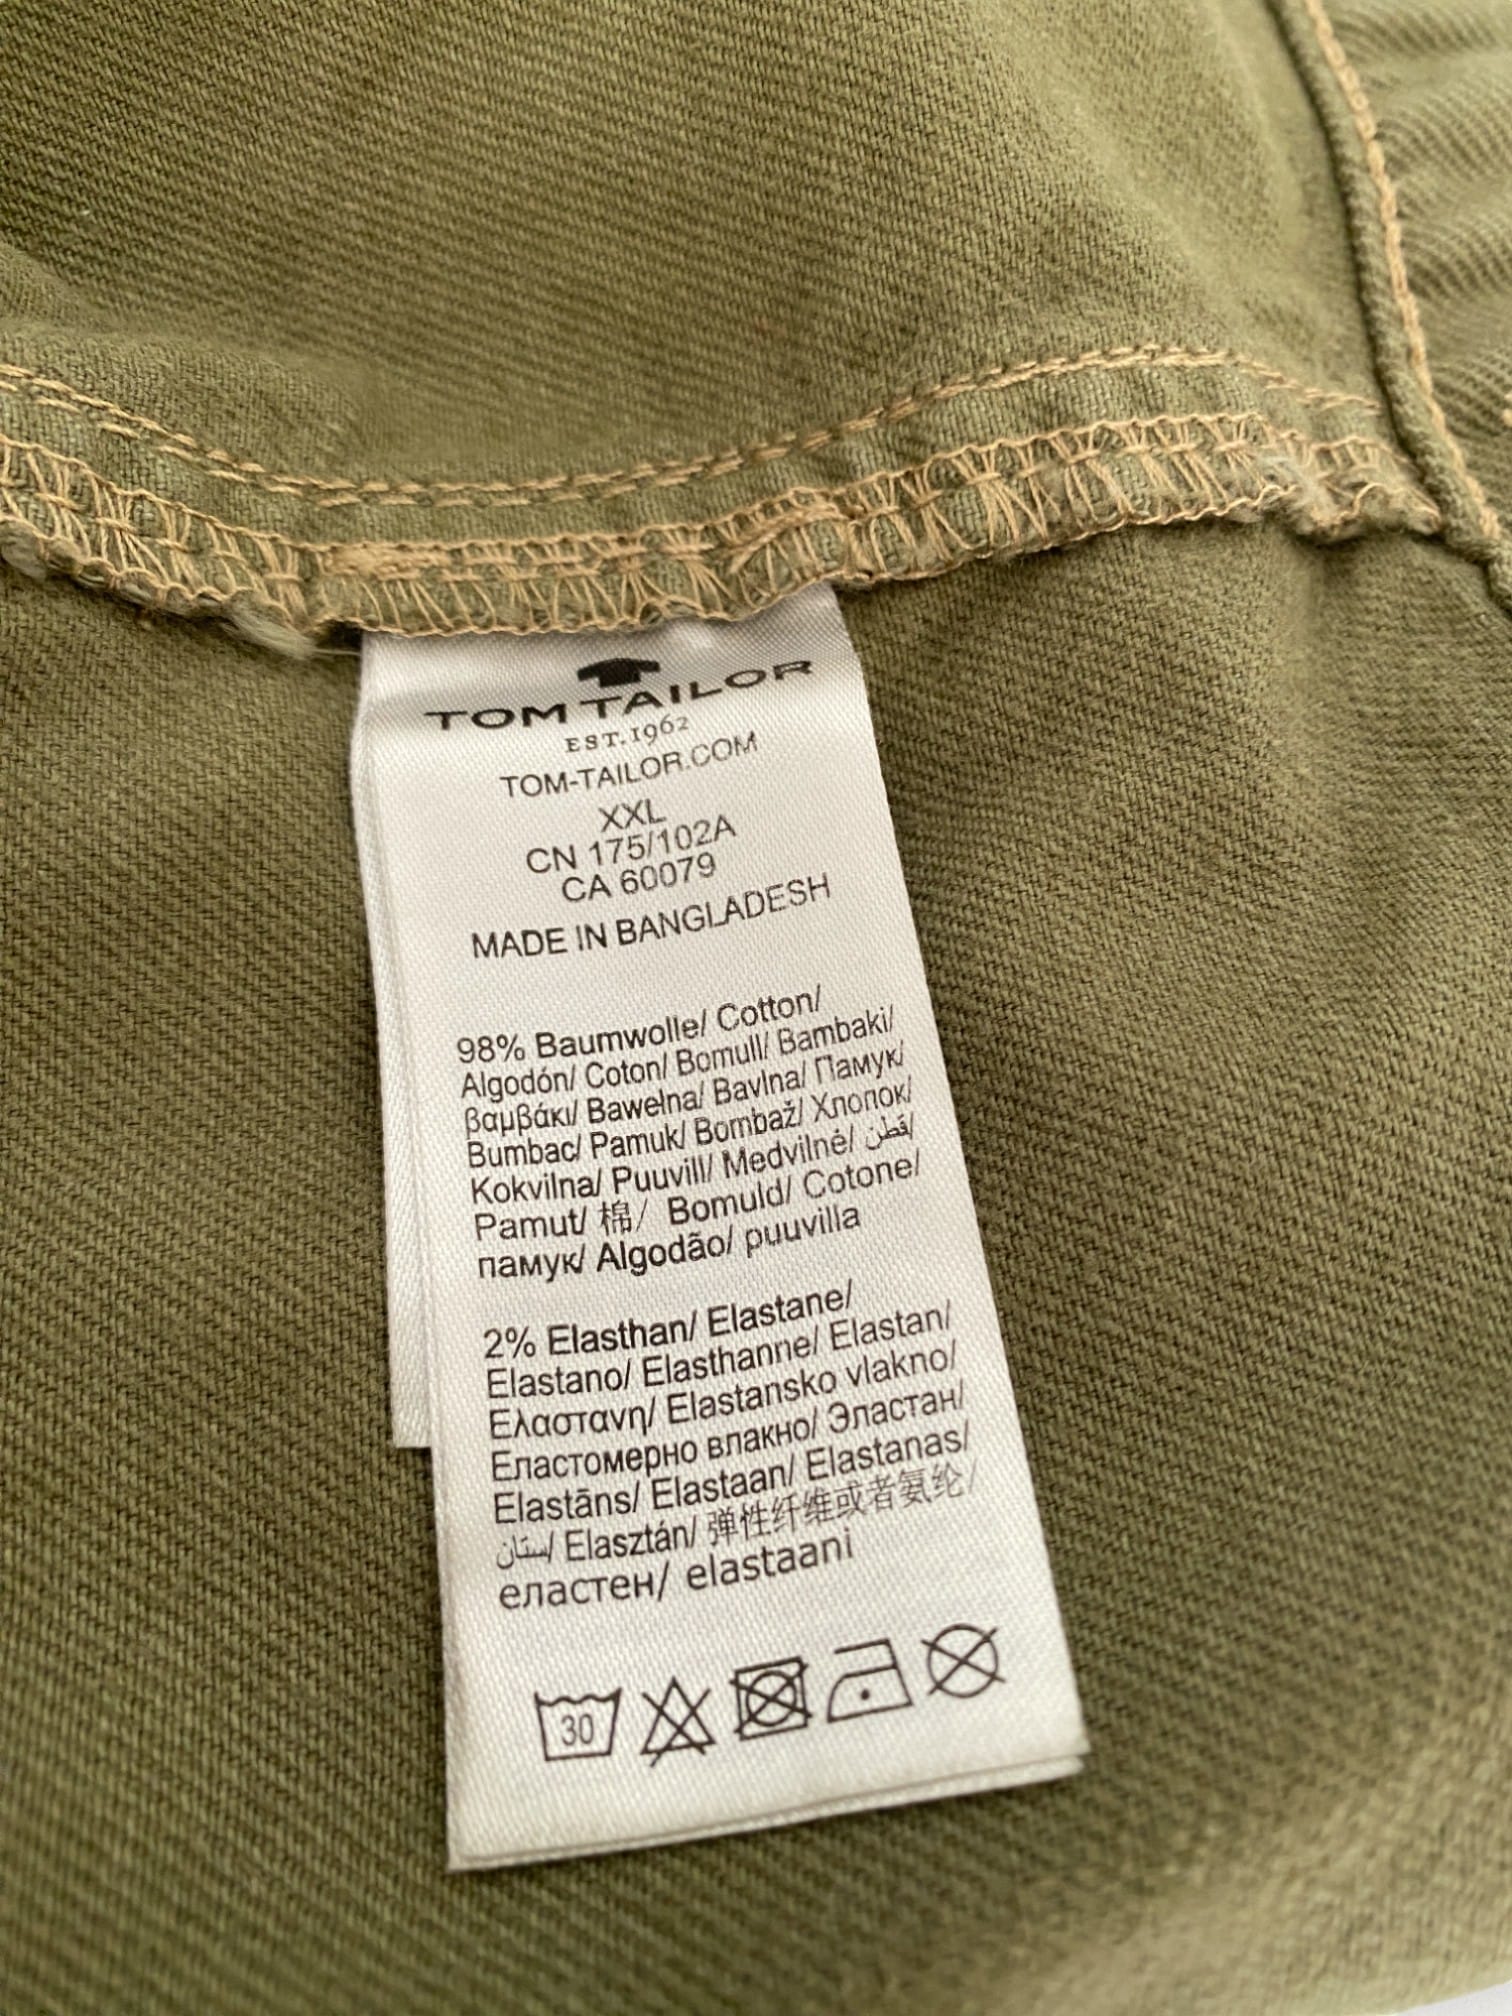 TOM TAILOR
EST. 1962
TOM-TAILOR.COM
XXL
CN 175/102A
CA 60079
MADE IN BANGLADESH
98% Baumwolle/ Cotton/
Algodón/ Coton/ Bomull/ Bambaki/
βαμβάκι/ Bawełna/ Bavlna/ Памук/
Bumbac/ Pamuk/ Bombaž/ Хлопок/
Kokvilna/ Puuvill/ Medvilnė/ قطن/
Pamut/ 棉/ Bomuld/ Cotone/
памук/ Algodão/ puuvilla
2% Elasthan/ Elastane/
Elastano/ Elasthanne/ Elastan/
Ελαστανη/ Elastansko vlakno/
Еластомерно влакно/ Эластан/
Elastāns/ Elastaan/ Elastanas/
إستان/ Elasztán/ 弹性纤维或者氨纶/
еластен/ elastaani
30